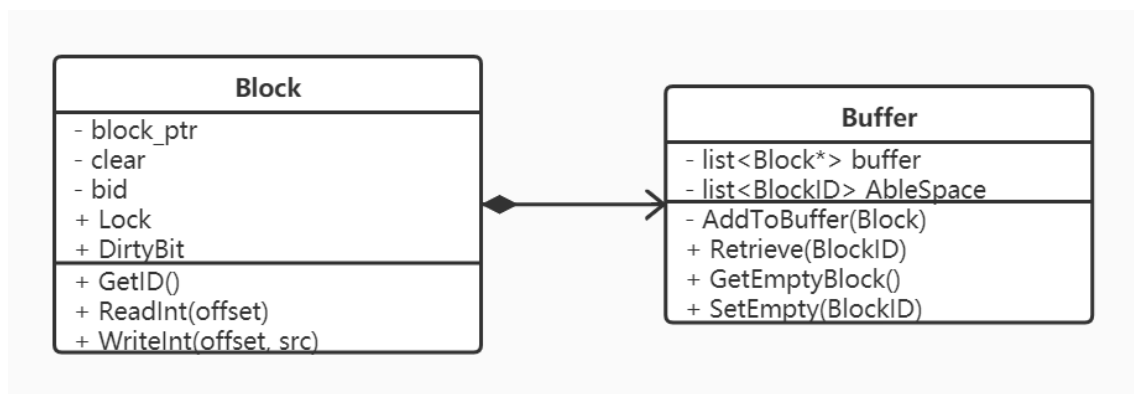 Block
- block_ptr
- clear
- bid
+ Lock
+ DirtyBit
+ GetID()
+ ReadInt(offset)
+ WriteInt(offset, src)
Buffer
- list<Block*> buffer
- list<BlockID> AbleSpace
- AddToBuffer(Block)
+ Retrieve(BlockID)
+ GetEmptyBlock()
+ SetEmpty(BlockID)